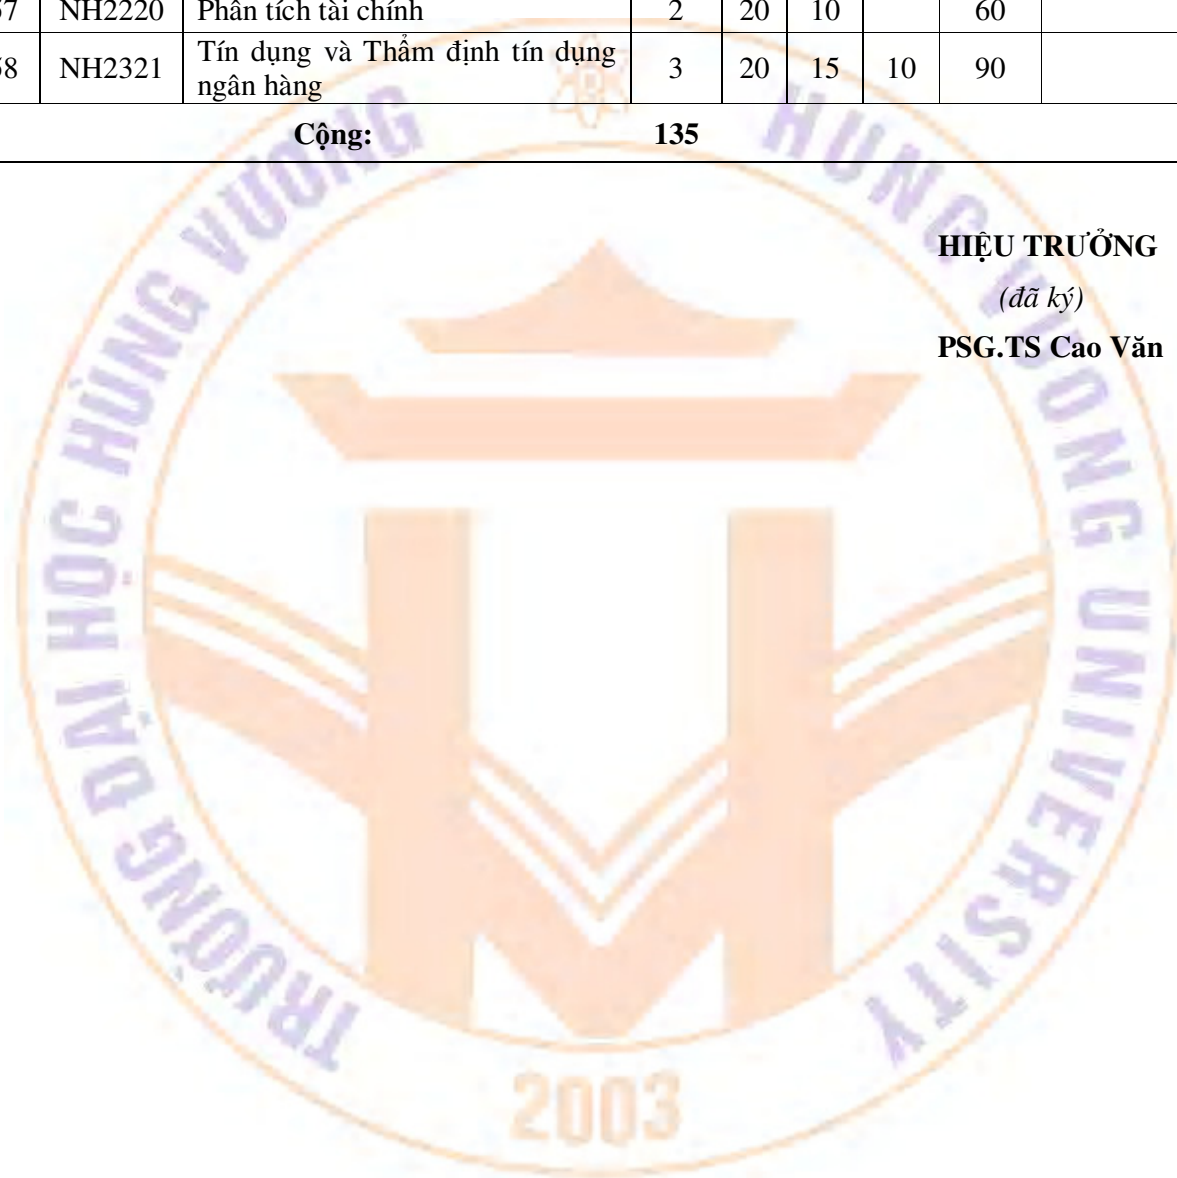 57 NH2220 Phân tích tài chính 2 20 10 60
58 NH2321 Tín dụng và Thẩm định tín dụng ngân hàng 3 20 15 10 90
Cộng: 135
HIỆU TRƯỞNG
(đã ký)
PSG.TS Cao Văn
TRƯỜNG ĐẠI HỌC HÙNG VƯƠNG
HUNG VUONG UNIVERSITY
2003